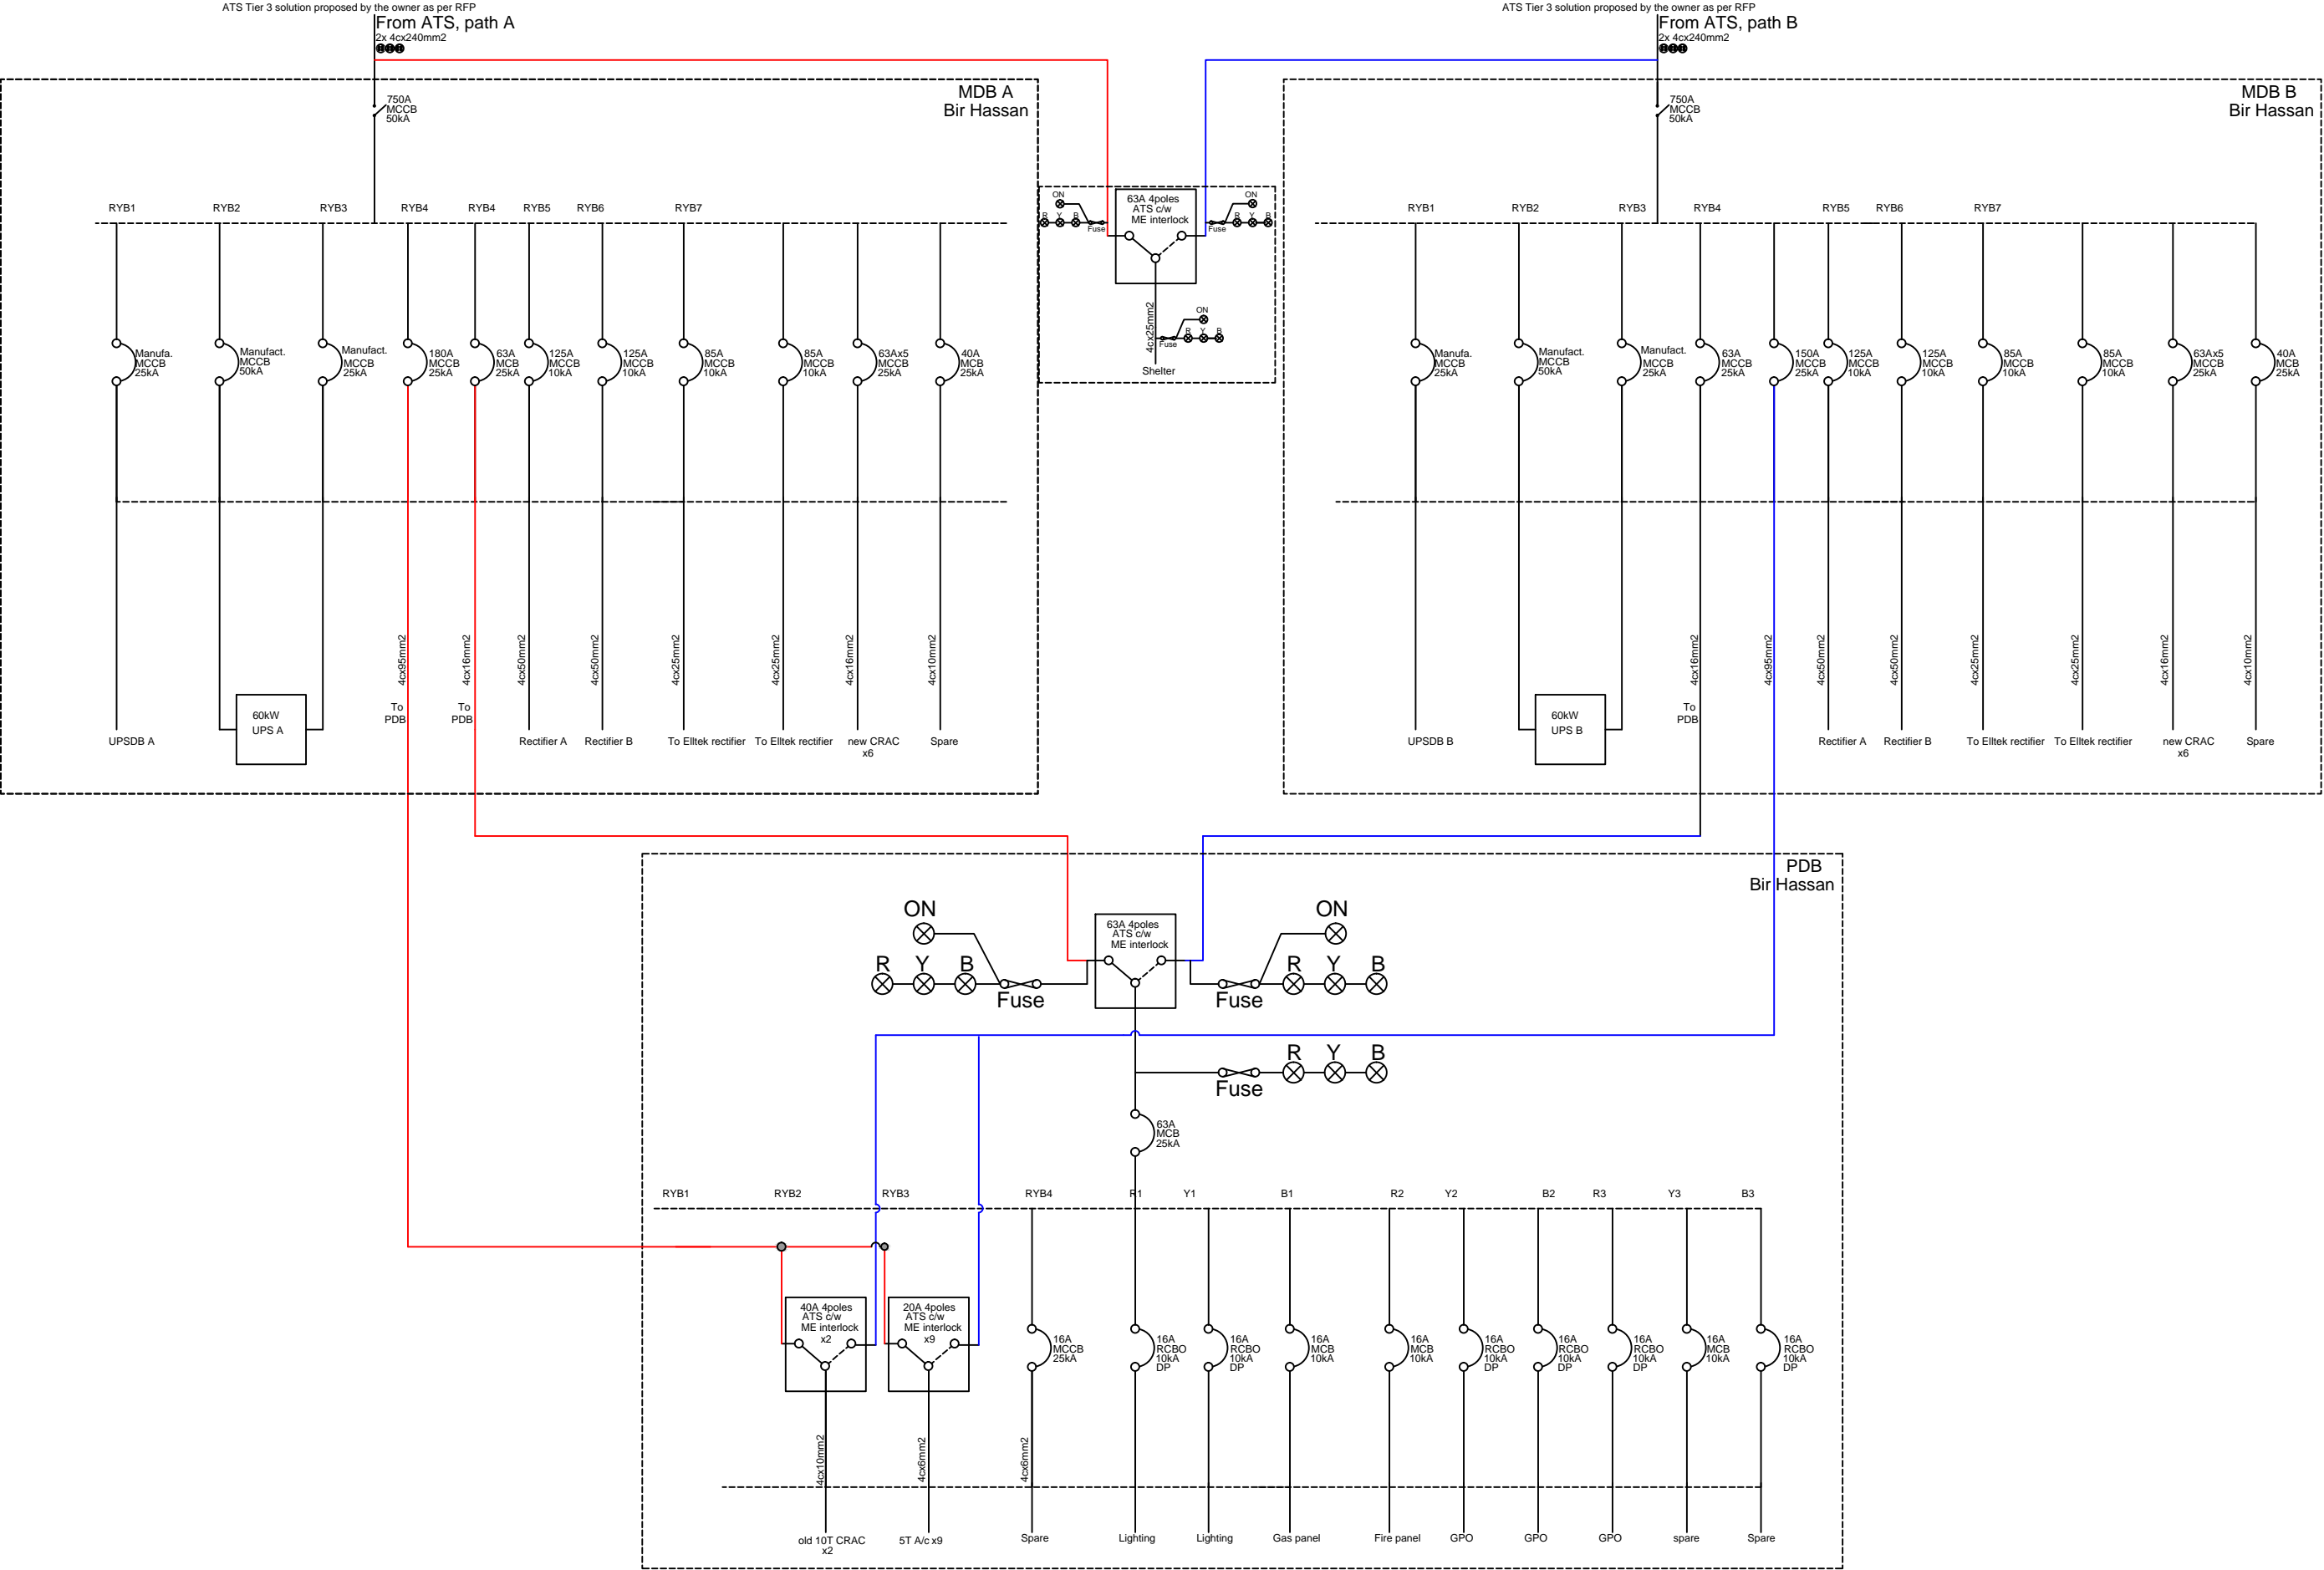 ATS Tier 3 solution proposed by the owner as per RFP
From ATS, path A
2x 4cx240mm2
ATS Tier 3 solution proposed by the owner as per RFP
From ATS, path B
2x 4cx240mm2
MDB A
Bir Hassan
750A
MCCB
50kA
RYB1
RYB2
RYB3
RYB4
RYB4
RYB5
RYB6
RYB7
Manufa.
MCCB
25kA
Manufact.
MCCB
50kA
Manufact.
MCCB
25kA
180A
MCCB
25kA
63A
MCB
25kA
125A
MCCB
10kA
125A
MCCB
10kA
85A
MCCB
10kA
85A
MCCB
10kA
63Ax5
MCCB
25kA
40A
MCB
25kA
4cx95mm2
4cx16mm2
4cx50mm2
4cx50mm2
4cx25mm2
4cx25mm2
4cx16mm2
4cx10mm2
To
PDB
To
PDB
60kW
UPS A
UPSDB A
Rectifier A
Rectifier B
To Elltek rectifier
To Elltek rectifier
new CRAC
x6
Spare
63A 4poles
ATS c/w
ME interlock
ON
R Y B
Fuse
ON
R Y B
Fuse
4cx25mm2
ON
R Y B
Fuse
Shelter
MDB B
Bir Hassan
750A
MCCB
50kA
RYB1
RYB2
RYB3
RYB4
RYB5
RYB6
RYB7
Manufa.
MCCB
25kA
Manufact.
MCCB
50kA
Manufact.
MCCB
25kA
63A
MCCB
25kA
150A
MCCB
25kA
125A
MCCB
10kA
125A
MCCB
10kA
85A
MCCB
10kA
85A
MCCB
10kA
63Ax5
MCCB
25kA
40A
MCB
25kA
4cx16mm2
4cx95mm2
4cx50mm2
4cx50mm2
4cx25mm2
4cx25mm2
4cx16mm2
4cx10mm2
To
PDB
60kW
UPS B
UPSDB B
Rectifier A
Rectifier B
To Elltek rectifier
To Elltek rectifier
new CRAC
x6
Spare
PDB
Bir Hassan
63A 4poles
ATS c/w
ME interlock
ON
R Y B
Fuse
ON
R Y B
Fuse
R Y B
Fuse
63A
MCB
25kA
RYB1
RYB2
RYB3
RYB4
R1
Y1
B1
R2
Y2
B2
R3
Y3
B3
40A 4poles
ATS c/w
ME interlock
x2
20A 4poles
ATS c/w
ME interlock
x9
16A
MCCB
25kA
16A
RCBO
10kA
DP
16A
RCBO
10kA
DP
16A
MCB
10kA
16A
MCB
10kA
16A
RCBO
10kA
DP
16A
RCBO
10kA
DP
16A
RCBO
10kA
DP
16A
MCB
10kA
16A
RCBO
10kA
DP
4cx10mm2
4cx6mm2
4cx6mm2
old 10T CRAC
x2
5T A/c x9
Spare
Lighting
Lighting
Gas panel
Fire panel
GPO
GPO
GPO
spare
Spare